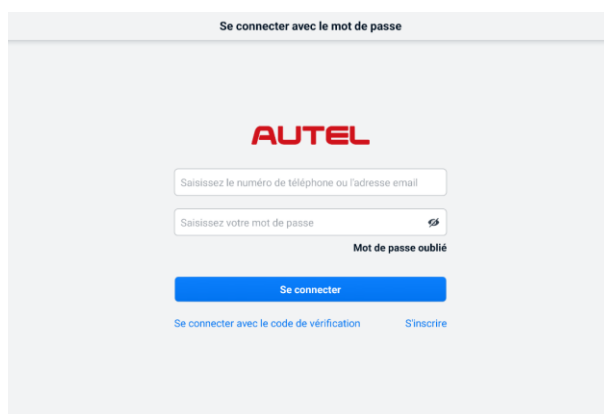 Se connecter avec le mot de passe
AUTEL
Saisissez le numéro de téléphone ou l'adresse email
Saisissez votre mot de passe
Mot de passe oublié
Se connecter
Se connecter avec le code de vérification S'inscrire